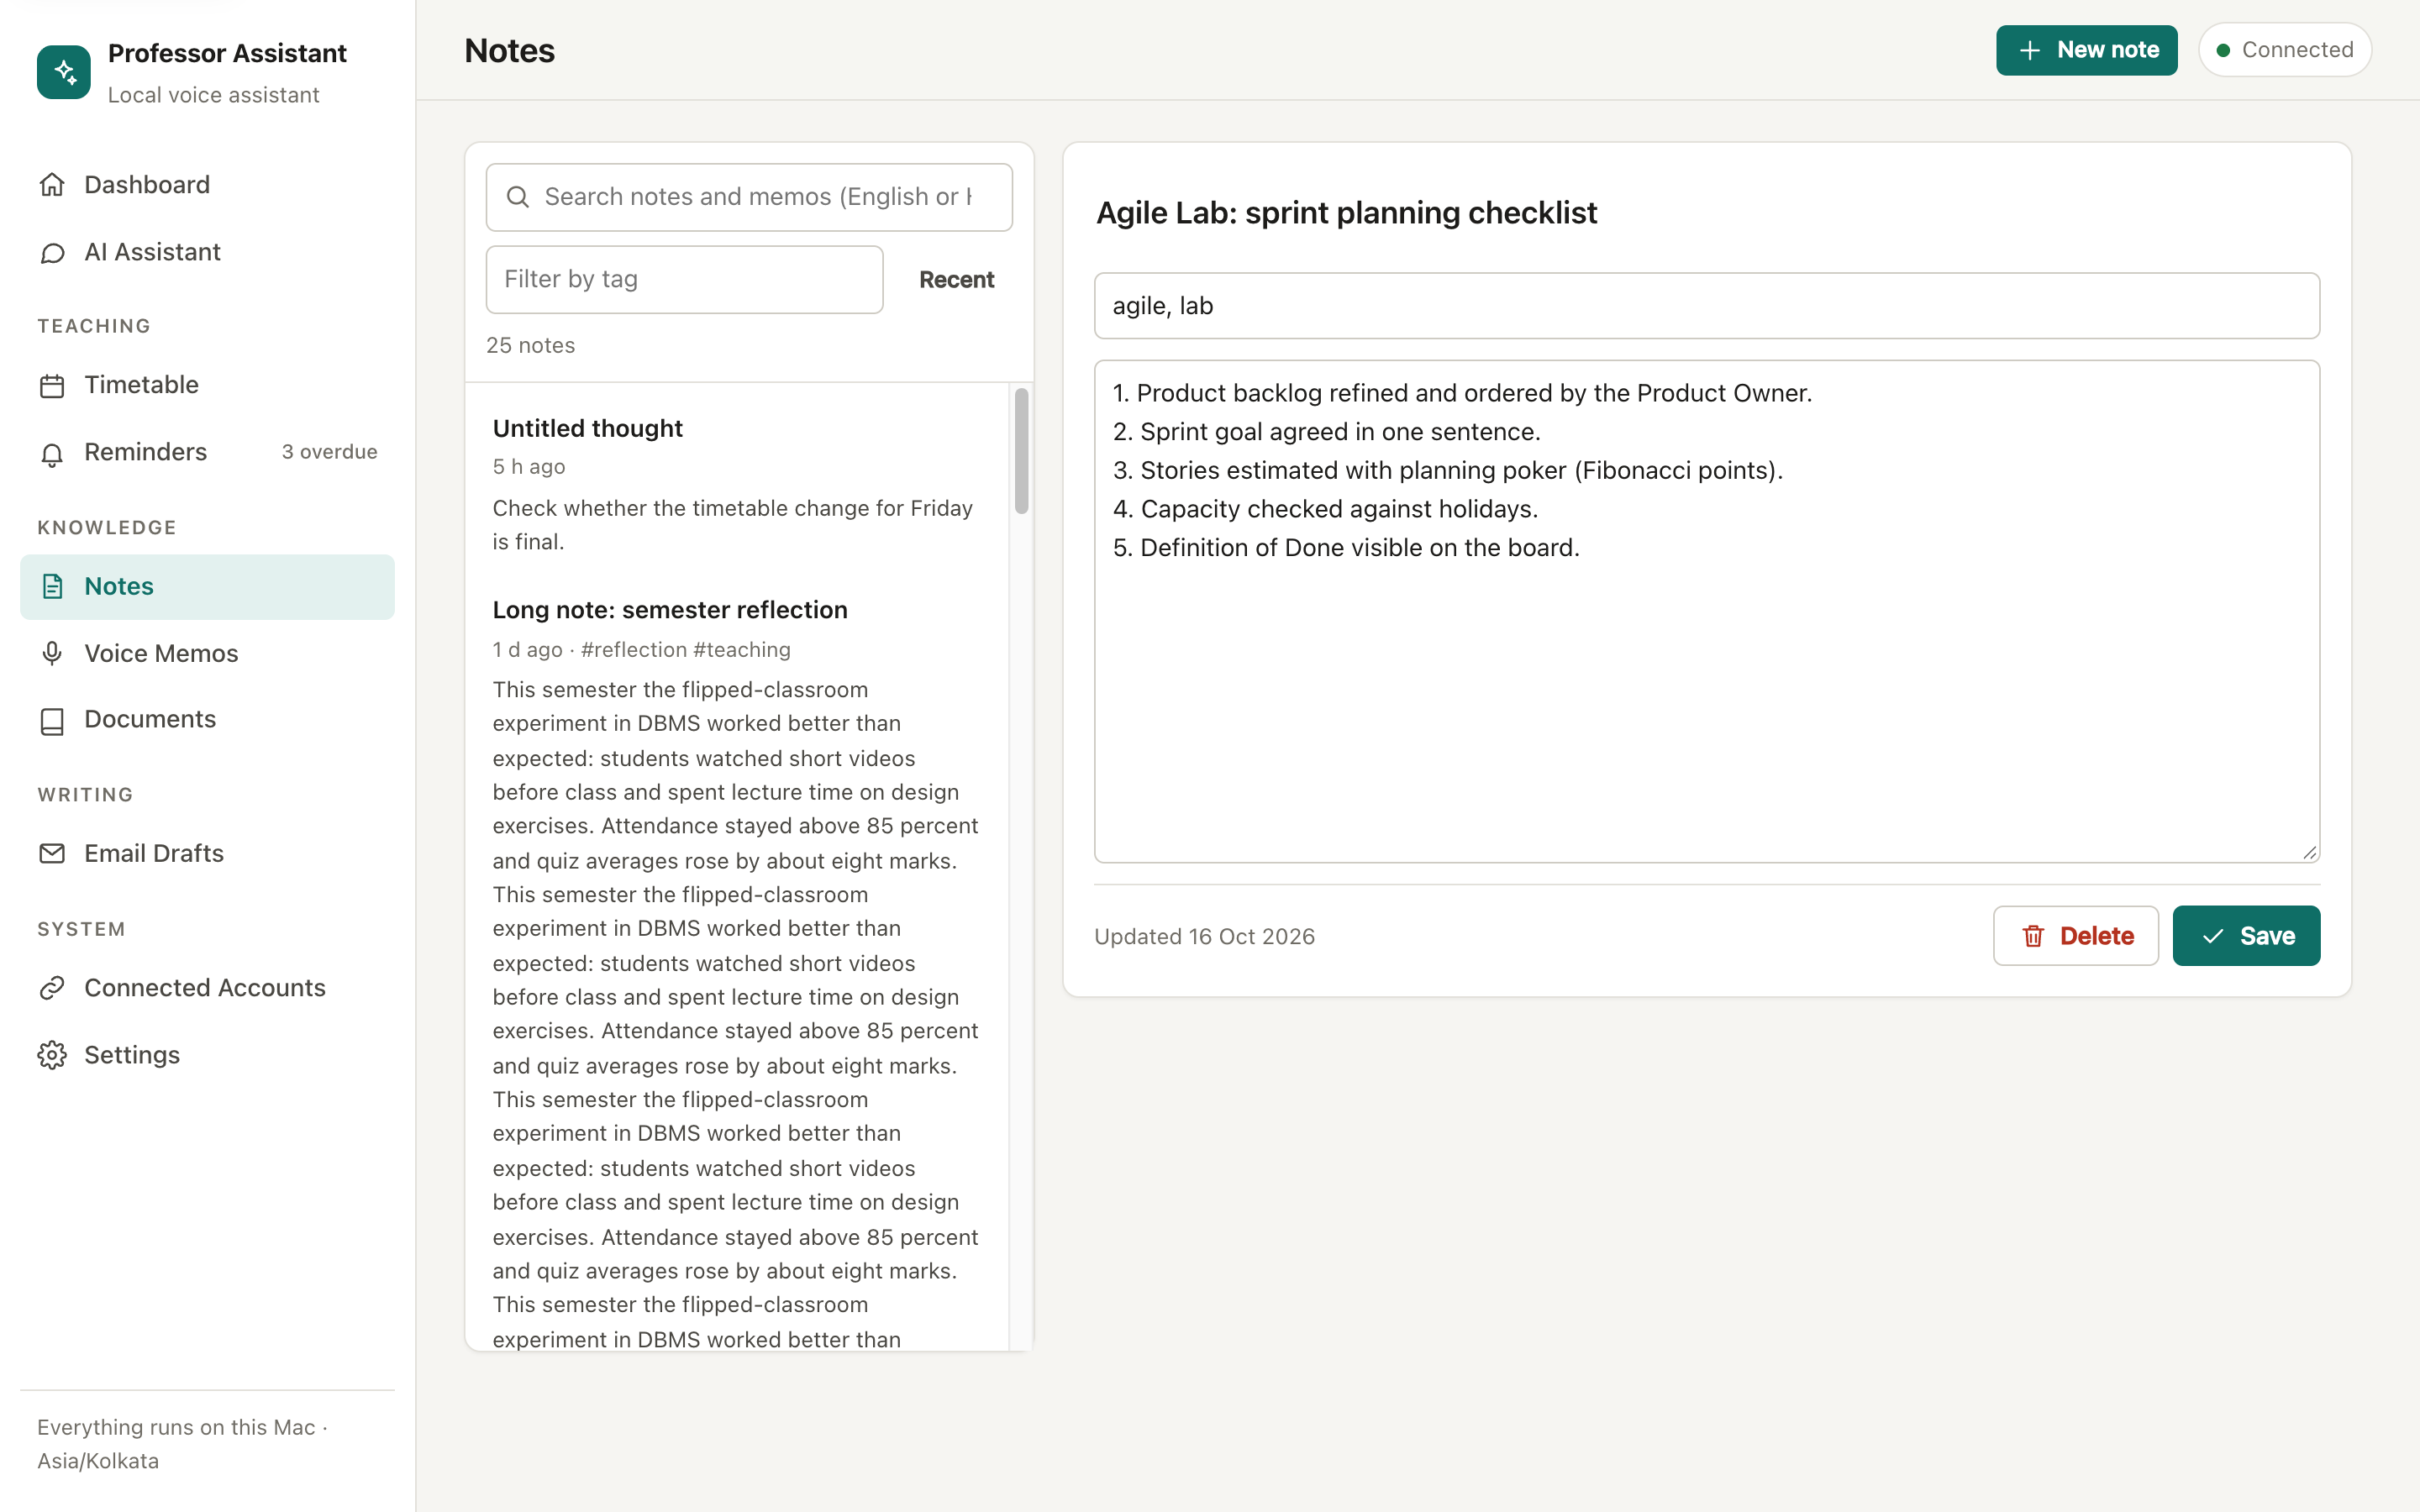 Professor Assistant
Local voice assistant
Dashboard
AI Assistant
TEACHING
Timetable
Reminders
3 overdue
KNOWLEDGE
Notes
Voice Memos
Documents
WRITING
Email Drafts
SYSTEM
Connected Accounts
Settings
Everything runs on this Mac ·
Asia/Kolkata
Notes
New note
Connected
Search notes and memos (English or
Filter by tag
Recent
25 notes
Untitled thought
5 h ago
Check whether the timetable change for Friday
is final.
Long note: semester reflection
1 d ago · #reflection #teaching
This semester the flipped-classroom
experiment in DBMS worked better than
expected: students watched short videos
before class and spent lecture time on design
exercises. Attendance stayed above 85 percent
and quiz averages rose by about eight marks.
This semester the flipped-classroom
experiment in DBMS worked better than
expected: students watched short videos
before class and spent lecture time on design
exercises. Attendance stayed above 85 percent
and quiz averages rose by about eight marks.
This semester the flipped-classroom
experiment in DBMS worked better than
expected: students watched short videos
before class and spent lecture time on design
exercises. Attendance stayed above 85 percent
and quiz averages rose by about eight marks.
This semester the flipped-classroom
experiment in DBMS worked better than
Agile Lab: sprint planning checklist
agile, lab
1. Product backlog refined and ordered by the Product Owner.
2. Sprint goal agreed in one sentence.
3. Stories estimated with planning poker (Fibonacci points).
4. Capacity checked against holidays.
5. Definition of Done visible on the board.
Updated 16 Oct 2026
Delete
Save